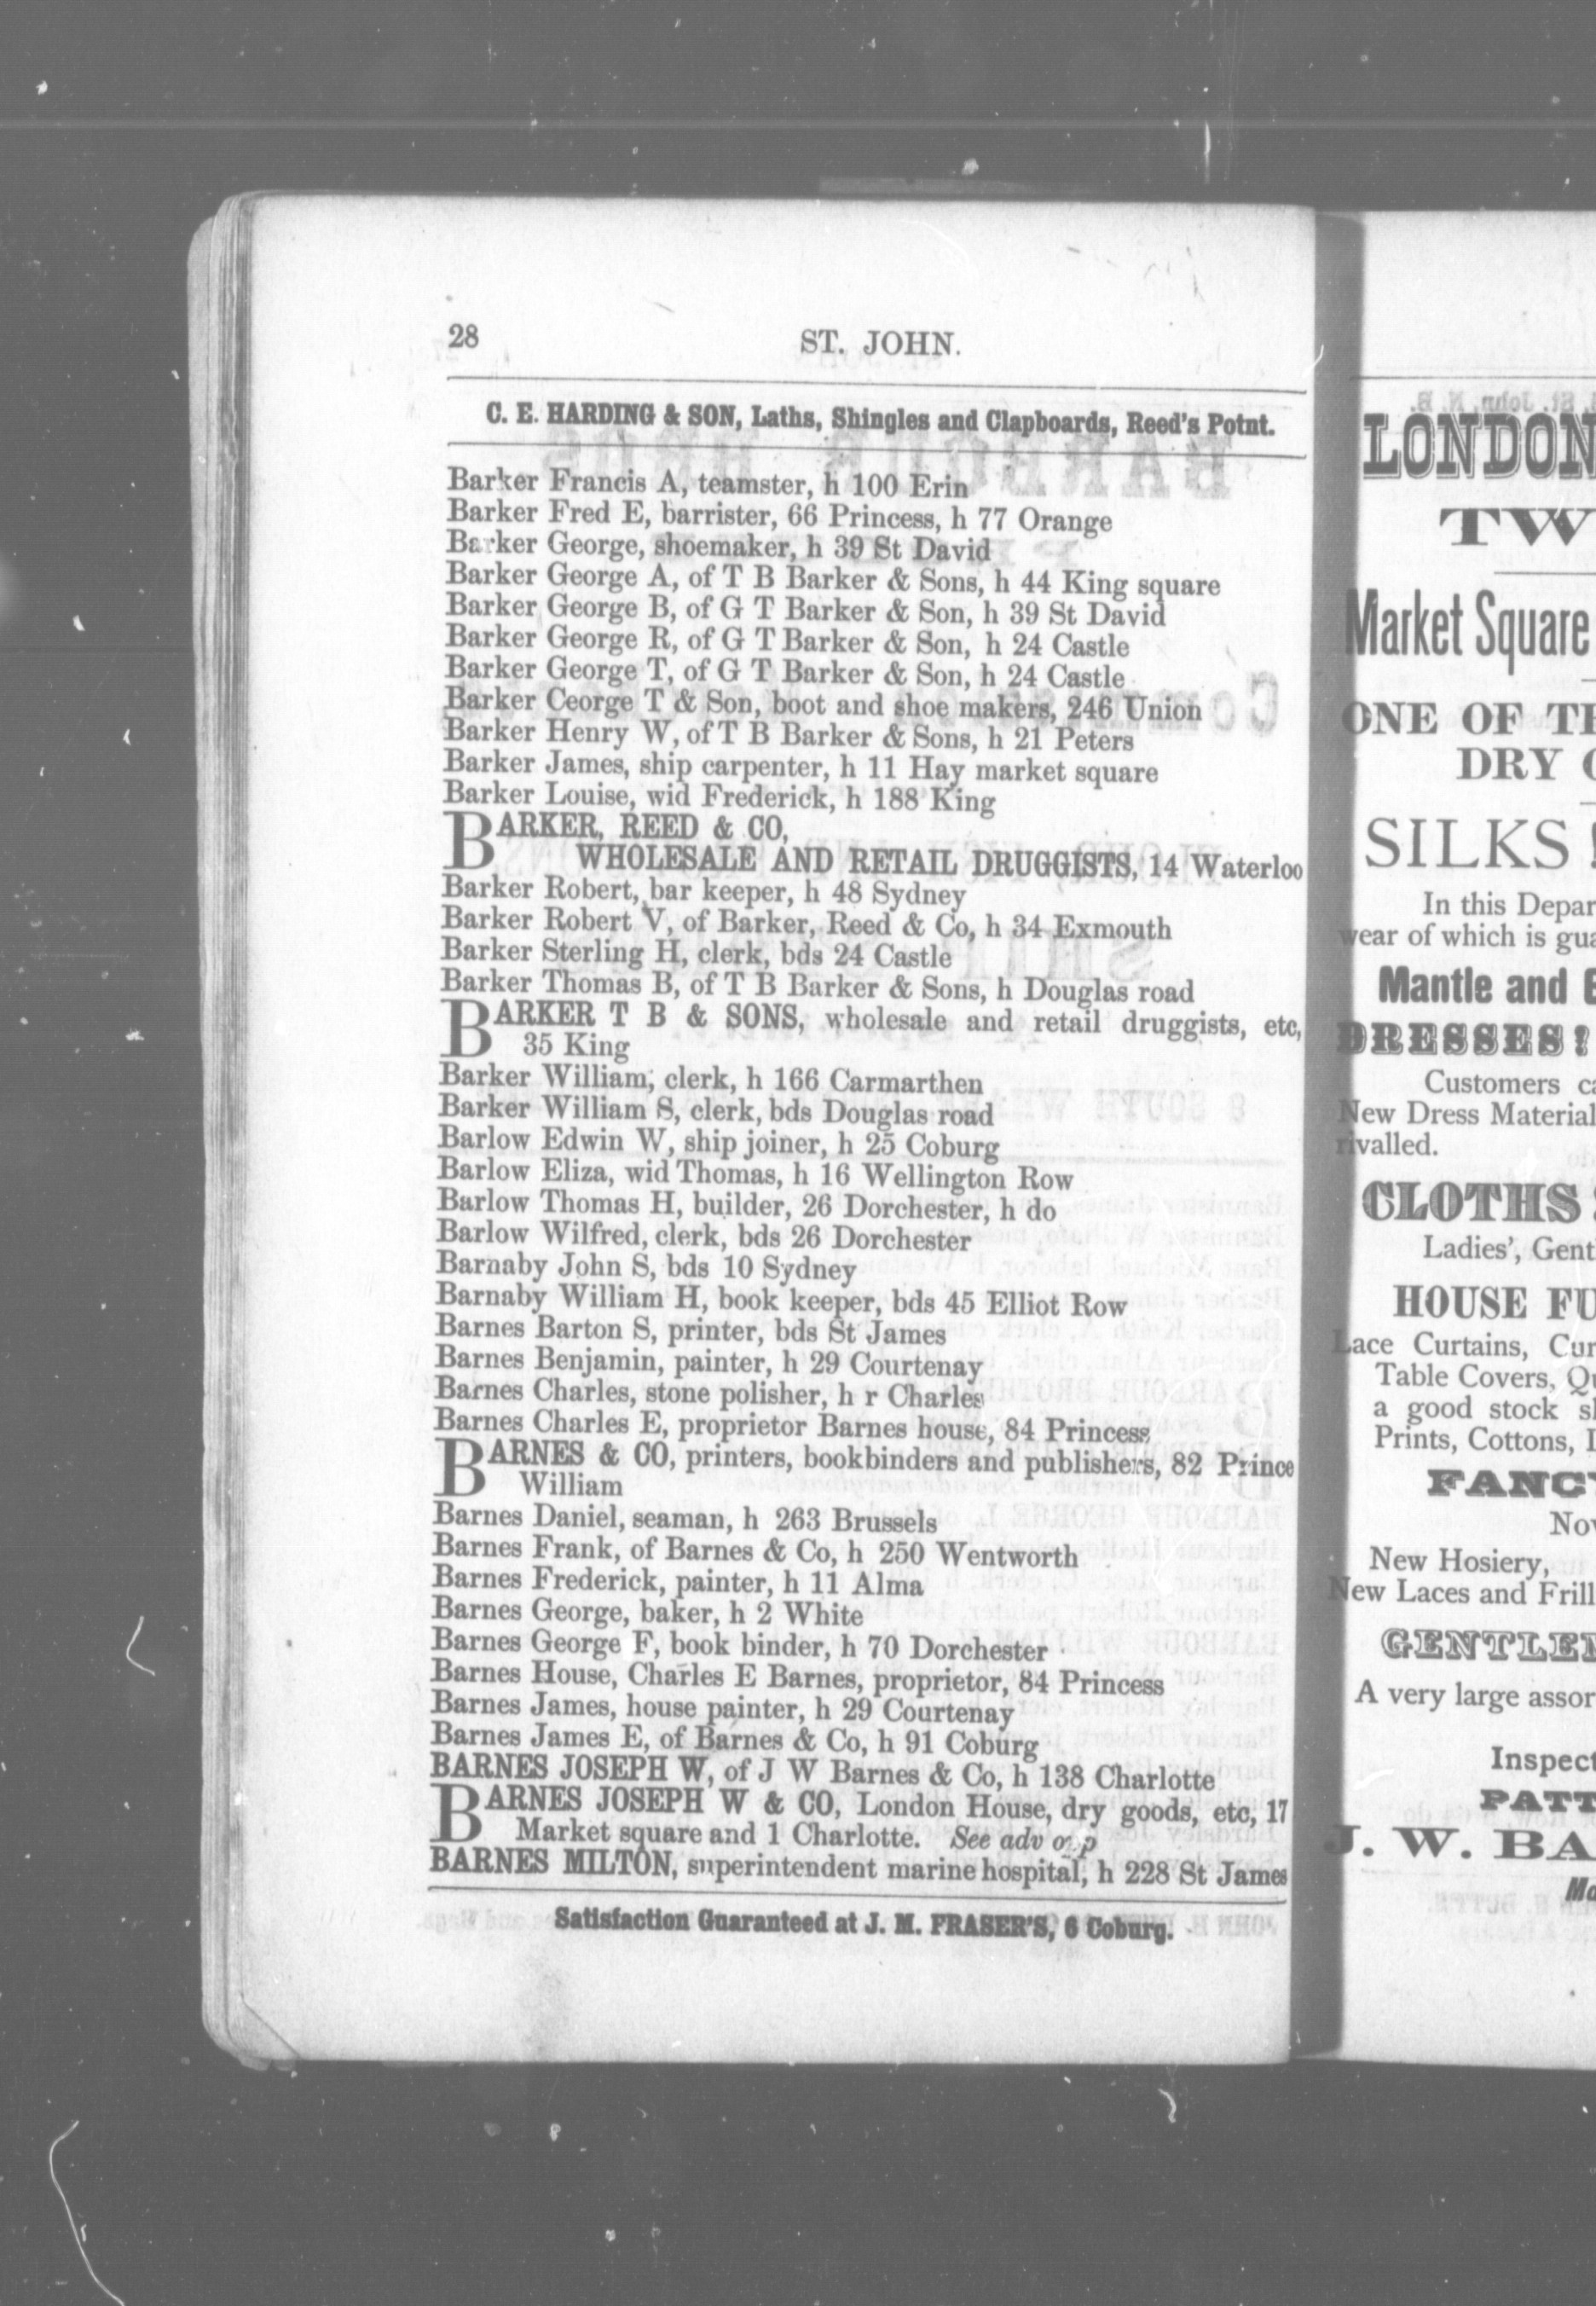 28
ST. JOHN.
C. E. HARDING & SON, Laths, Shingles and Clapboards, Reed's Potnt.
Barker Francis A, teamster, h 100 Erin
Barker Fred E, barrister, 66 Princess, h 77 Orange
Barker George, shoemaker, h 39 St David
Barker George A, of T B Barker & Sons, h 44 King square
Barker George B, of G T Barker & Son, h 39 St David
Barker George R, of G T Barker & Son, h 24 Castle
Barker George T, of G T Barker & Son, h 24 Castle
Barker Ceorge T & Son, boot and shoe makers, 246 Union
Barker Henry W, of T B Barker & Sons, h 21 Peters
Barker James, ship carpenter, h 11 Hay market square
Barker Louise, wid Frederick, h 188 King
BARKER, REED & CO,
WHOLESALE AND RETAIL DRUGGISTS, 14 Waterloo
Barker Robert, bar keeper, h 48 Sydney
Barker Robert V, of Barker, Reed & Co, h 34 Exmouth
Barker Sterling H, clerk, bds 24 Castle
Barker Thomas B, of T B Barker & Sons, h Douglas road
BARKER T B & SONS, wholesale and retail druggists, etc,
35 King
Barker William, clerk, h 166 Carmarthen
Barker William S, clerk, bds Douglas road
Barlow Edwin W, ship joiner, h 25 Coburg
Barlow Eliza, wid Thomas, h 16 Wellington Row
Barlow Thomas H, builder, 26 Dorchester, h do
Barlow Wilfred, clerk, bds 26 Dorchester
Barnaby John S, bds 10 Sydney
Barnaby William H, book keeper, bds 45 Elliot Row
Barnes Barton S, printer, bds St James
Barnes Benjamin, painter, h 29 Courtenay
Barnes Charles, stone polisher, h r Charles
Barnes Charles E, proprietor Barnes house, 84 Princess
BARNES & CO, printers, bookbinders and publishers, 82 Prince
William
Barnes Daniel, seaman, h 263 Brussels
Barnes Frank, of Barnes & Co, h 250 Wentworth
Barnes Frederick, painter, h 11 Alma
Barnes George, baker, h 2 White
Barnes George F, book binder, h 70 Dorchester
Barnes House, Charles E Barnes, proprietor, 84 Princess
Barnes James, house painter, h 29 Courtenay
Barnes James E, of Barnes & Co, h 91 Coburg
BARNES JOSEPH W, of J W Barnes & Co, h 138 Charlotte
BARNES JOSEPH W & CO, London House, dry goods, etc, 17
Market square and 1 Charlotte. See adv o p
BARNES MILTON, superintendent marine hospital, h 228 St James
Satisfaction Guaranteed at J. M. FRASER'S, 6 Coburg.
LONDON
TW
Market Square
ONE OF TH
DRY
SILKS!
In this Depar
wear of which is gua
Mantle and
DRESSES!
Customers ca
New Dress Material
rivalled.
CLOTHS
Ladies', Gent
HOUSE FU
Lace Curtains, Cur
Table Covers, Qu
a good stock sl
Prints, Cottons,
FANC
Nov
New Hosiery,
New Laces and Frill
GENTLE
A very large assor
Inspect
PATT
J. W. BA